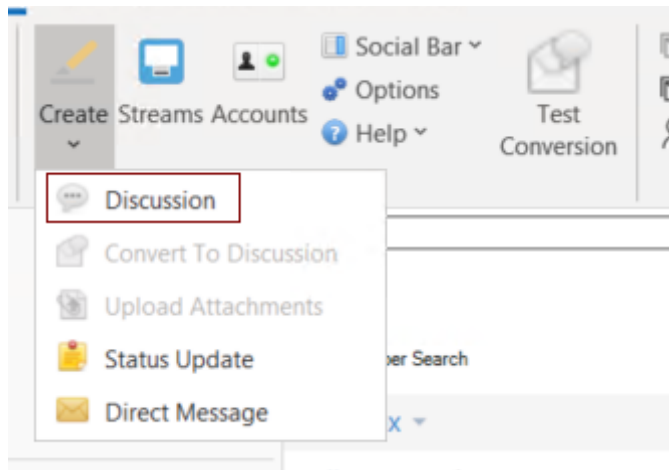 Create
Streams
Accounts
Social Bar
Options
Help
Test
Conversion
Discussion
Convert To Discussion
Upload Attachments
Status Update
Direct Message
Search
x